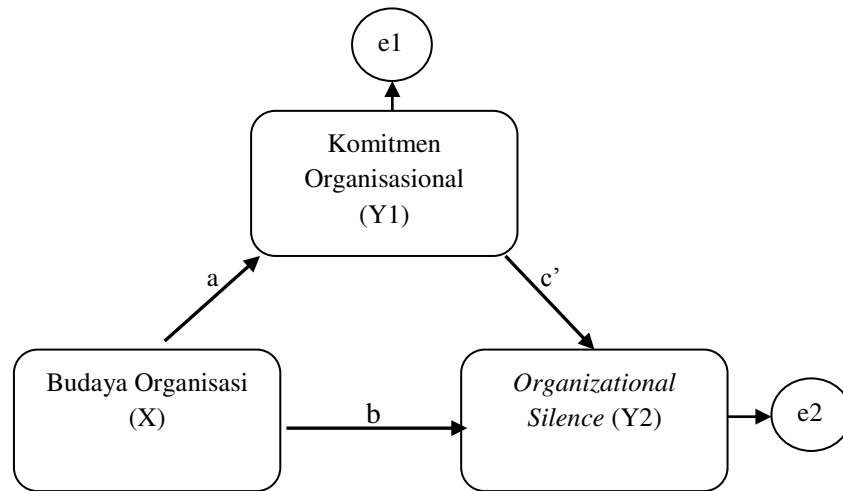 e1
Komitmen
Organisasional
(Y1)
a
c’
Budaya Organisasi
(X)
b
Organizational
Silence (Y2)
e2